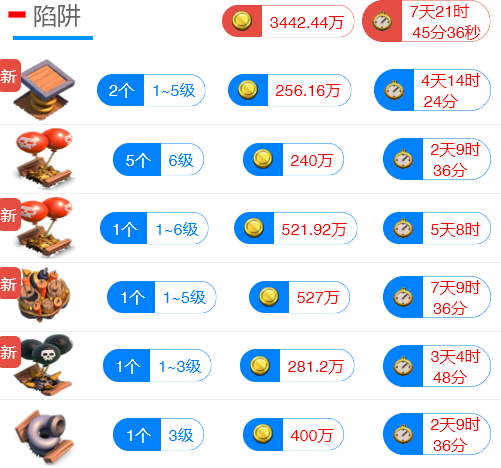 陷阱
3442.44万
7天21时
45分36秒
新
2个
1~5级
256.16万
4天14时
24分
5个
6级
240万
2天9时
36分
新
1个
1~6级
521.92万
5天8时
新
1个
1~5级
527万
7天9时
36分
新
1个
1~3级
281.2万
3天4时
48分
1个
3级
400万
2天9时
36分